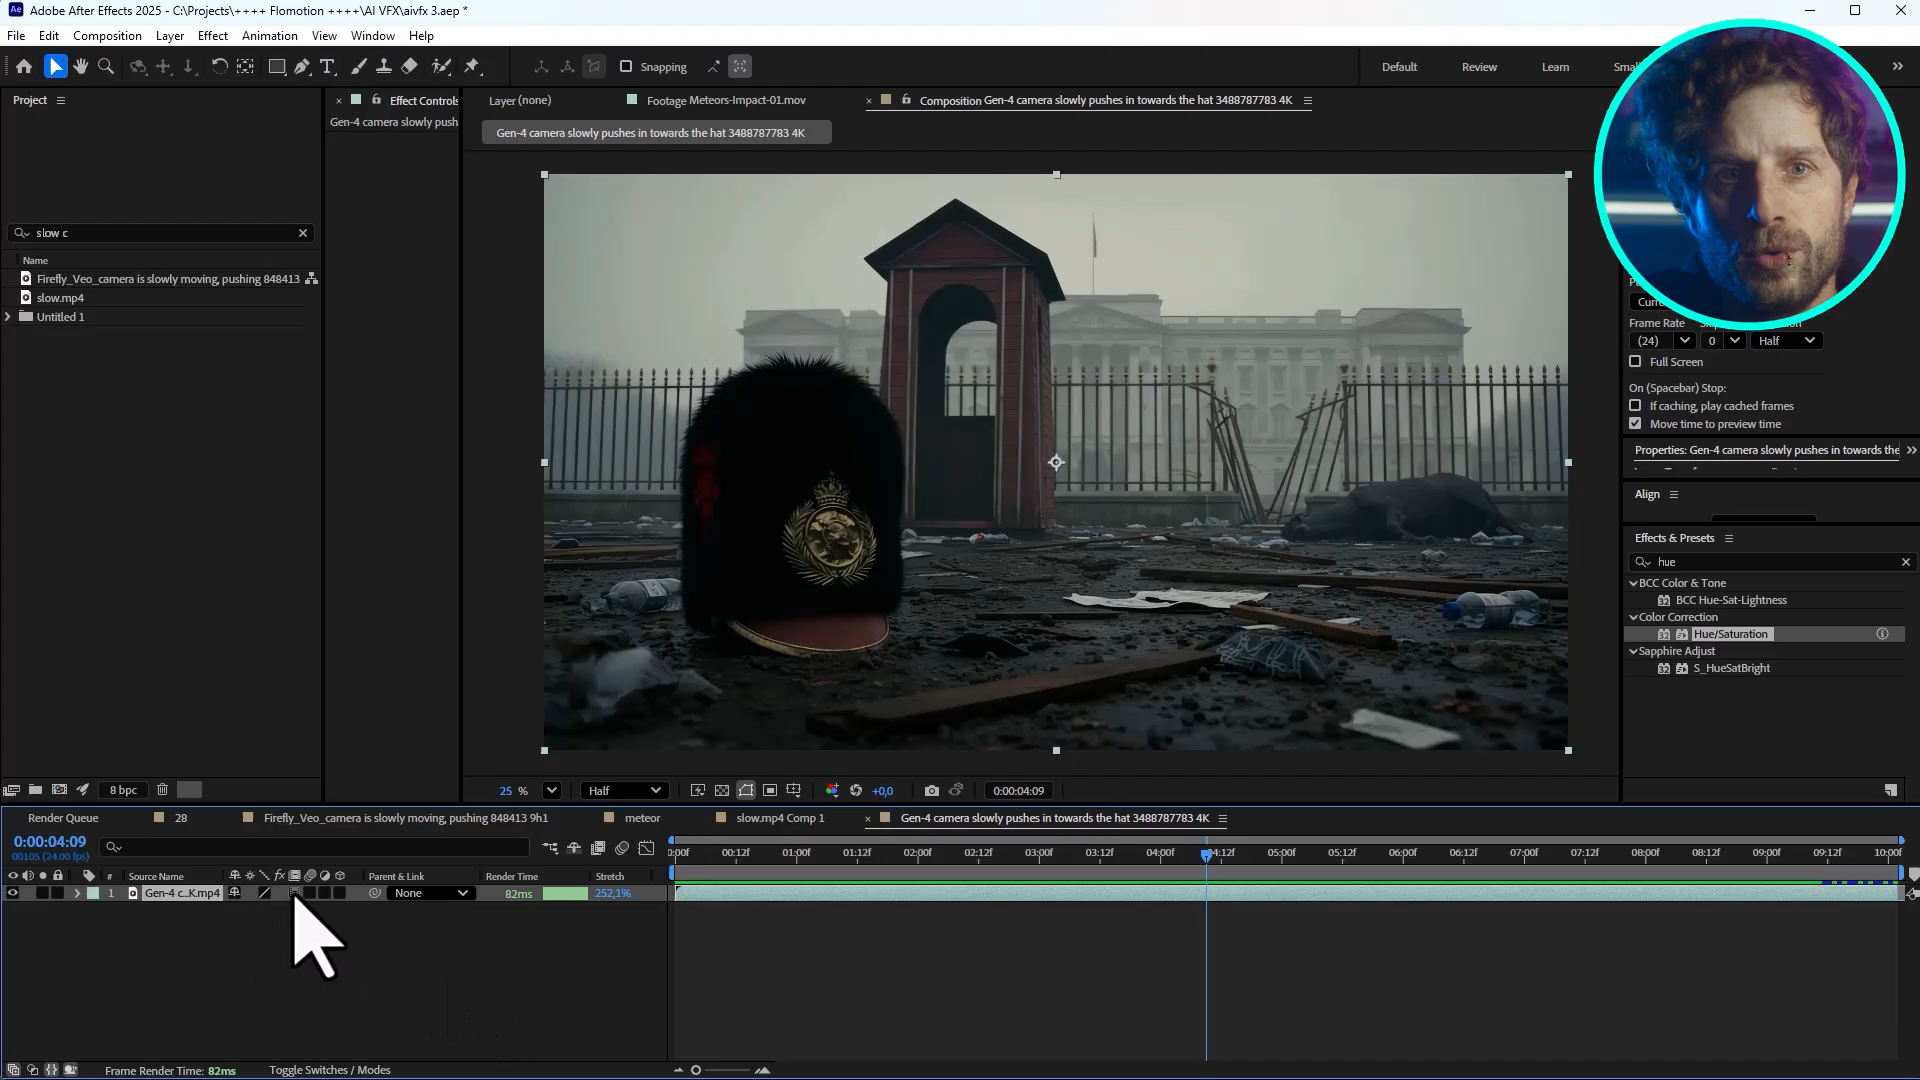 Adobe After Effects 2025 - C:\Projects\++++ Flomotion ++++\AI VFX\aivfx 3.aep *
File Edit Composition Layer Effect Animation View Window Help
Snapping
Default Review Learn
Project
Effect Controls
Layer (none)
Footage Meteors-Impact-01.mov
Composition Gen-4 camera slowly pushes in towards the hat 3488787783 4K
Gen-4 camera slowly push
Gen-4 camera slowly pushes in towards the hat 3488787783 4K
slow c
Name
Firefly_Veo_camera is slowly moving, pushing 848413
slow.mp4
Untitled 1
Frame Rate
(24) 0 Half
Full Screen
On (Spacebar) Stop:
If caching, play cached frames
Move time to preview time
Properties: Gen-4 camera slowly pushes in towards the
Align
Effects & Presets
hue
BCC Color & Tone
BCC Hue-Sat-Lightness
Color Correction
Hue/Saturation
Sapphire Adjust
S_HueSatBright
8 bpc
25 % Half +0,0 0:00:04:09
Render Queue 28 Firefly_Veo_camera is slowly moving, pushing 848413 9h1 meteor slow.mp4 Comp 1 Gen-4 camera slowly pushes in towards the hat 3488787783 4K
0:00:04:09
00105 (24.00 fps)
:00f 00:12f 01:00f 01:12f 02:00f 02:12f 03:00f 03:12f 04:00f 04:12f 05:00f 05:12f 06:00f 06:12f 07:00f 07:12f 08:00f 08:12f 09:00f 09:12f 10:00f
# Source Name fx Parent & Link Render Time Stretch
1 Gen-4 c...K.mp4 None 82ms 252,1%
Frame Render Time: 82ms Toggle Switches / Modes